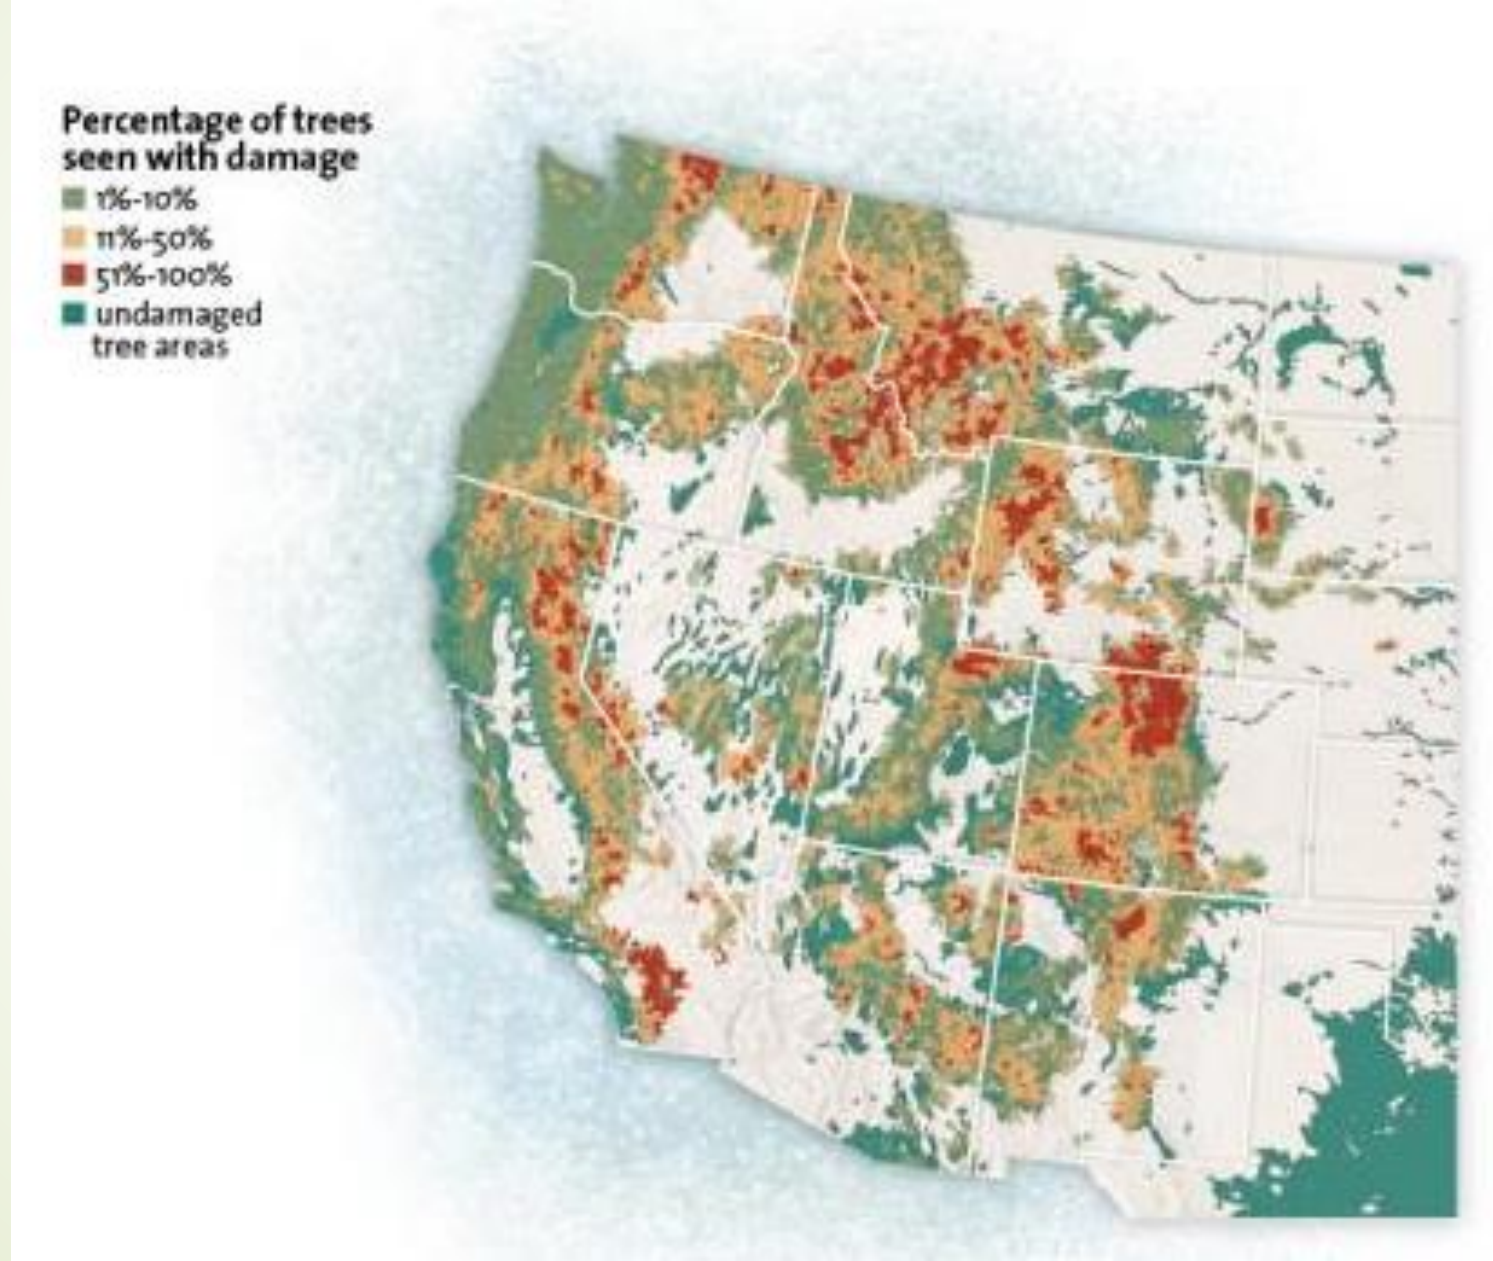 Percentage of trees
seen with damage
1%-10%
11%-50%
51%-100%
undamaged
tree areas